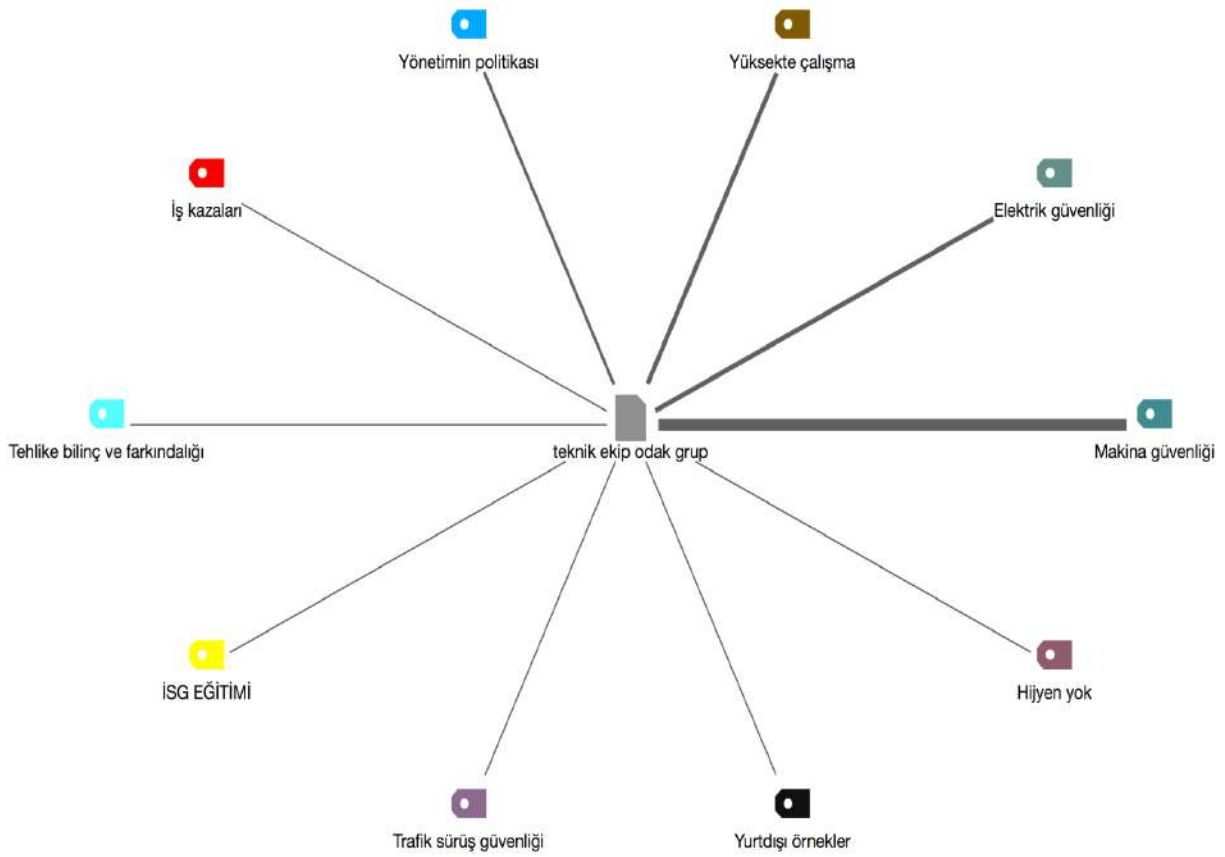 Yönetimin politikası
Yüksekte çalışma
İş kazaları
Elektrik güvenliği
Tehlike bilinç ve farkındalığı
teknik ekip odak grup
Makina güvenliği
İSG EĞİTİMİ
Hijyen yok
Trafik sürüş güvenliği
Yurtdışı örnekler